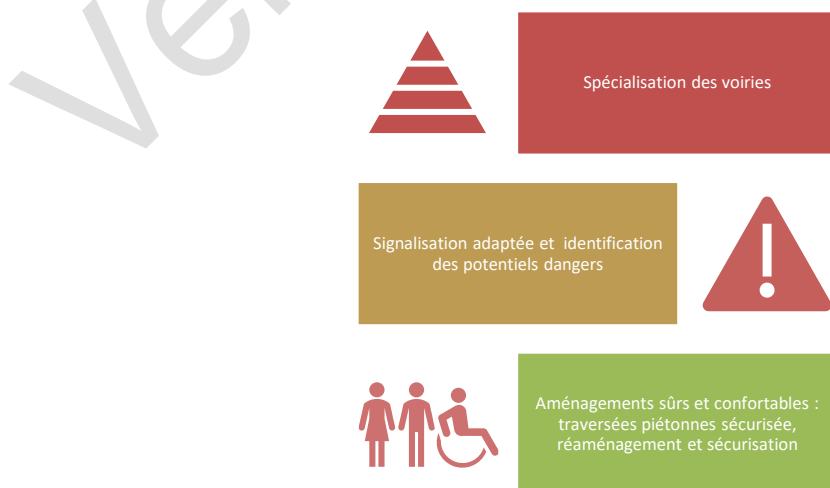 Spécialisation des voiries
Signalisation adaptée et identification
des potentiels dangers
Aménagements sûrs et confortables :
traversées piétonnes sécurisée,
réaménagement et sécurisation